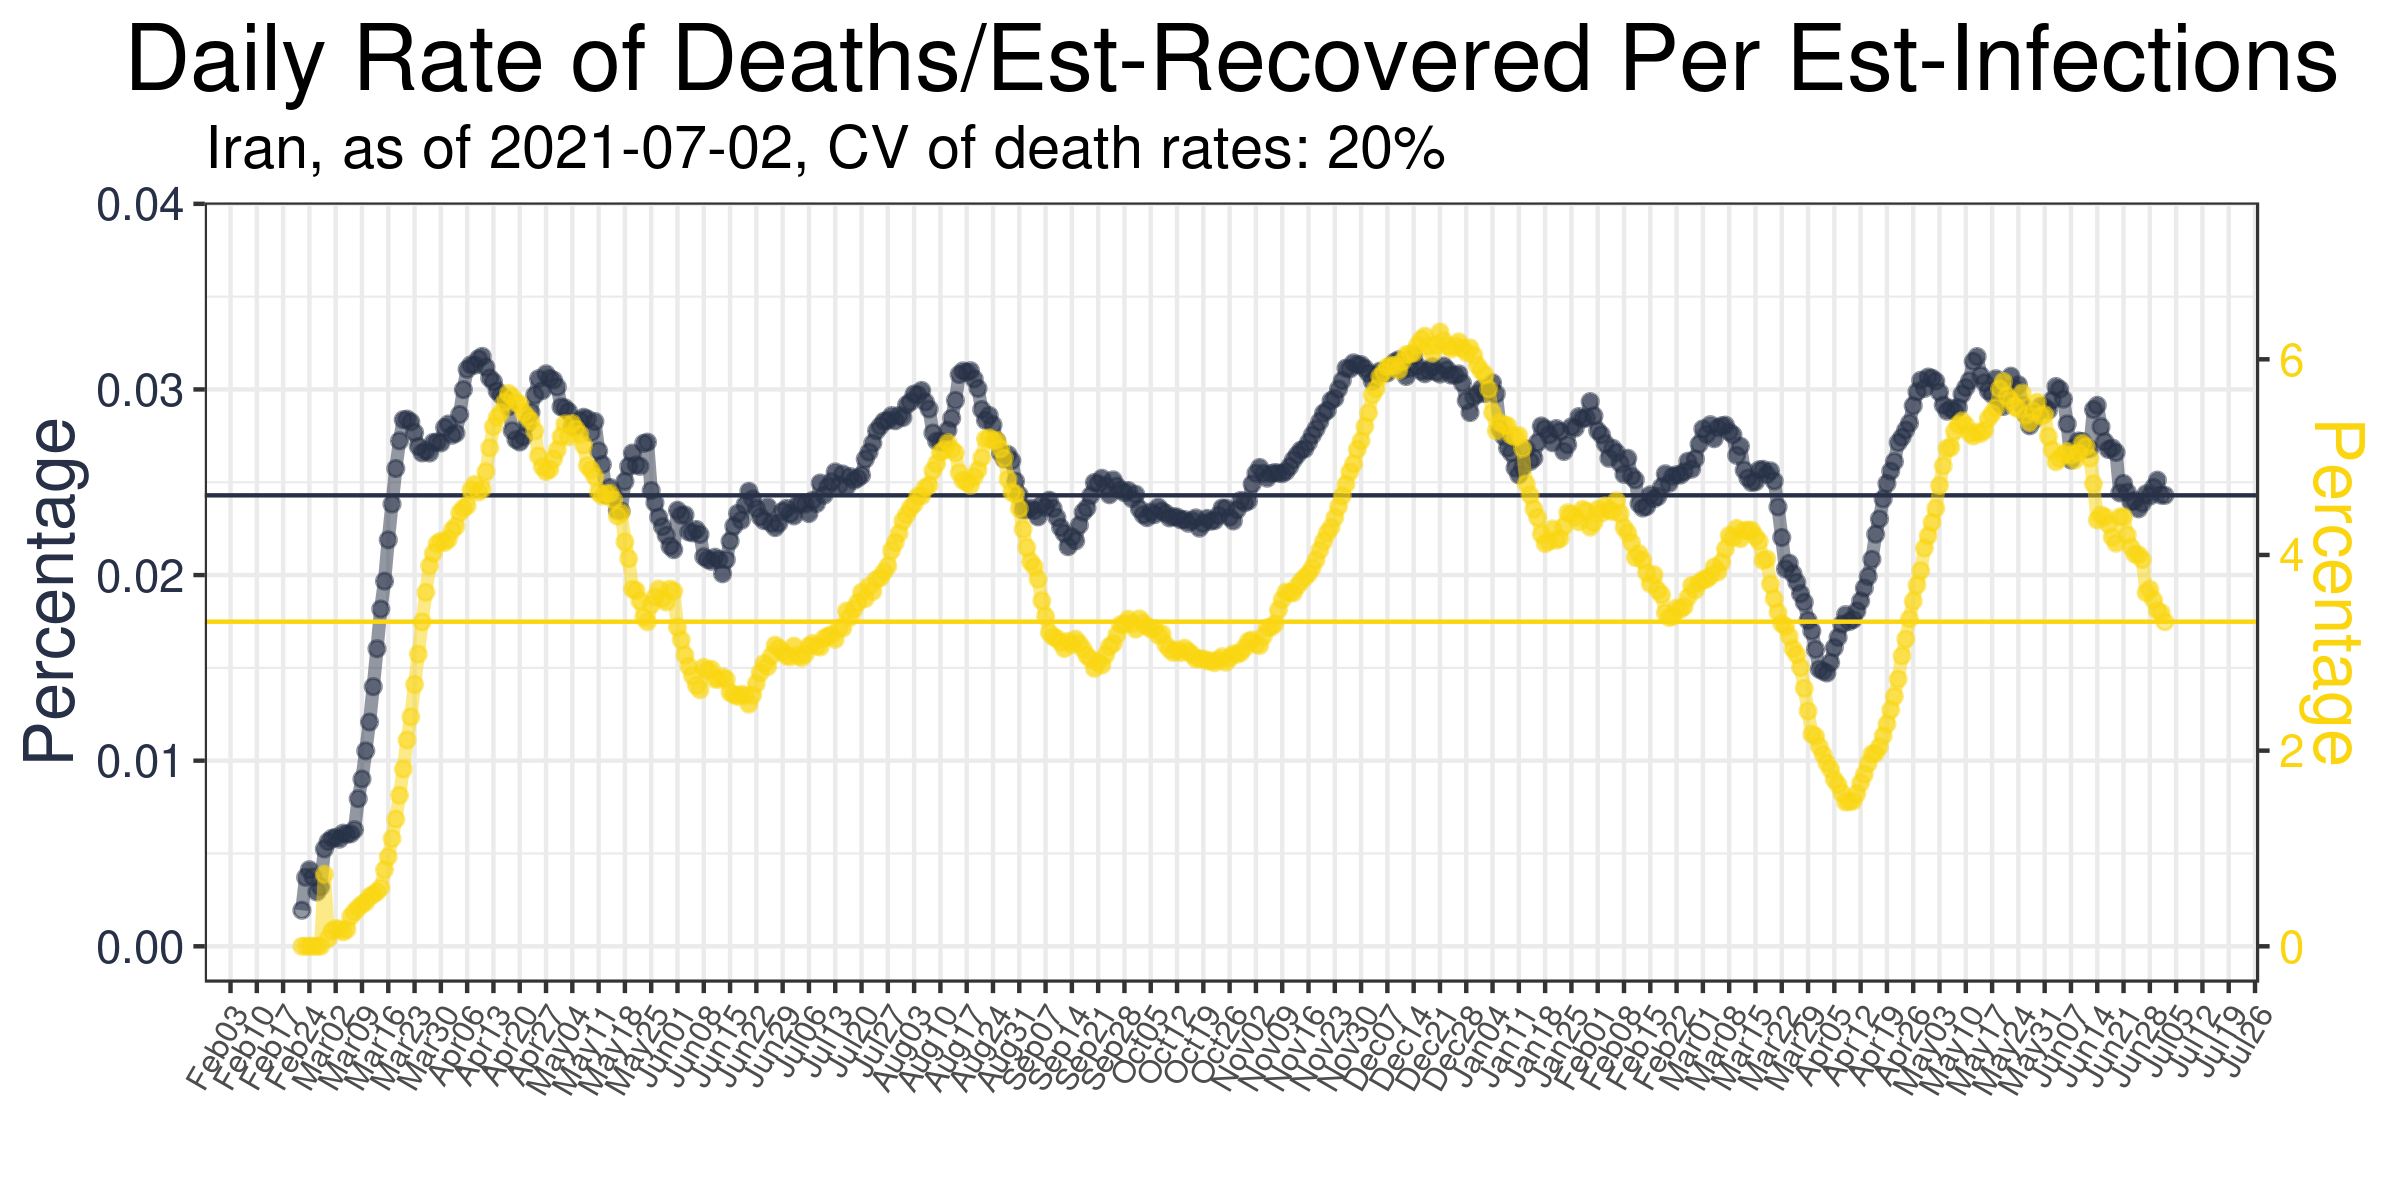 Daily Rate of Deaths/Est-Recovered Per Est-Infections
Iran, as of 2021-07-02, CV of death rates: 20%
Percentage
0.04
0.03
0.02
0.01
0.00
6
4
2
0
Percentage
Feb03
Feb10
Feb17
Feb24
Mar02
Mar09
Mar16
Mar23
Mar30
Apr06
Apr13
Apr20
Apr27
May04
May11
May18
May25
Jun01
Jun08
Jun15
Jun22
Jun29
Jul06
Jul13
Jul20
Jul27
Aug03
Aug10
Aug17
Aug24
Aug31
Sep07
Sep14
Sep21
Sep28
Oct05
Oct12
Oct19
Oct26
Nov02
Nov09
Nov16
Nov23
Nov30
Dec07
Dec14
Dec21
Dec28
Jan04
Jan11
Jan18
Jan25
Feb01
Feb08
Feb15
Feb22
Mar01
Mar08
Mar15
Mar22
Mar29
Apr05
Apr12
Apr19
Apr26
May03
May10
May17
May24
May31
Jun07
Jun14
Jun21
Jun28
Jul05
Jul12
Jul19
Jul26